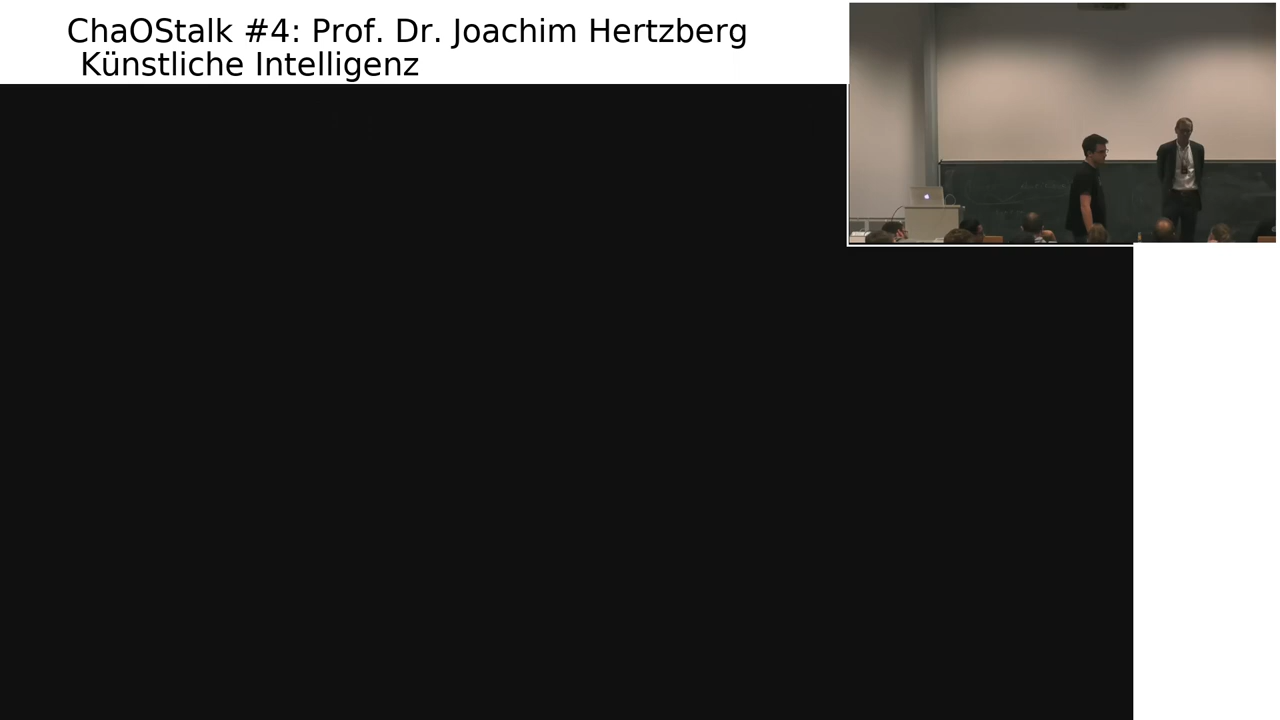 ChaOStalk #4: Prof. Dr. Joachim Hertzberg
Künstliche Intelligenz